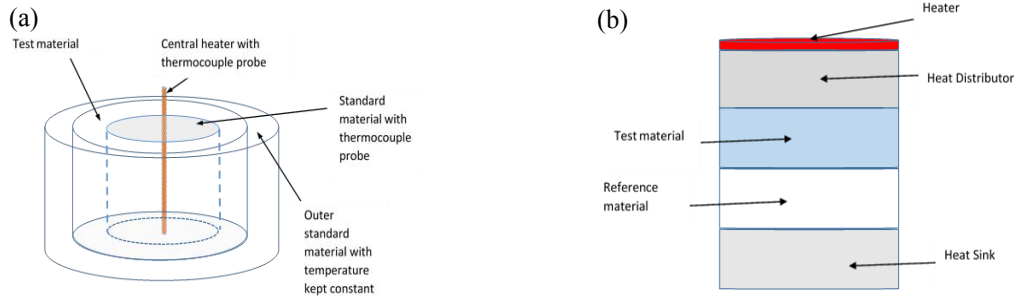 (a)
Test material
Central heater with
thermocouple probe
Standard
material with
thermocouple
probe
Outer
standard
material with
temperature
kept constant
(b)
Heater
Heat Distributor
Test material
Reference
material
Heat Sink